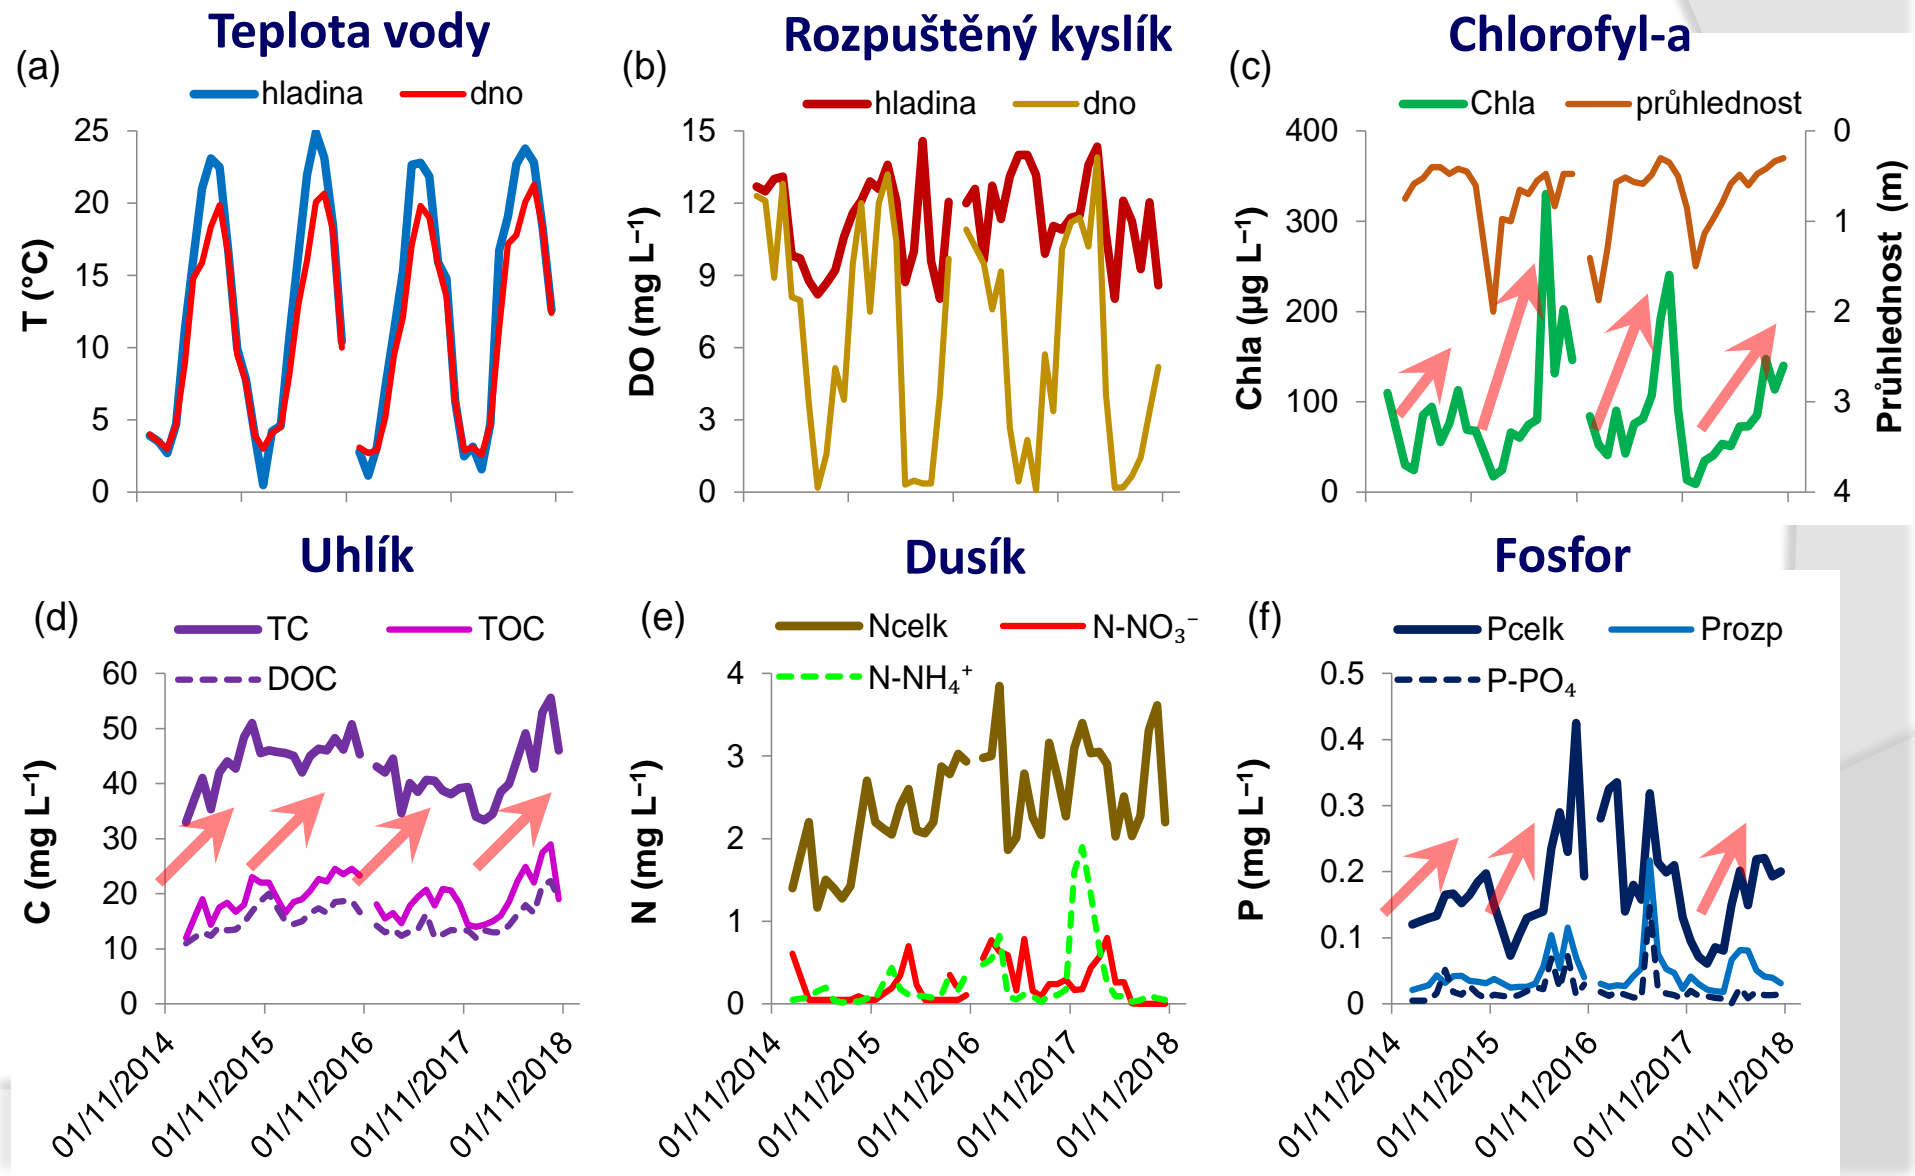 Teplota vody
(a)
hladina dno
T (°C)
25
20
15
10
5
0
Rozpuštěný kyslík
(b)
hladina dno
DO (mg L⁻¹)
15
12
9
6
3
0
Chlorofyl-a
(c)
Chla průhlednost
Chla (µg L⁻¹)
400
300
200
100
0
0
1
2
3
4
Průhlednost (m)
Uhlík
(d)
TC TOC
DOC
C (mg L⁻¹)
60
50
40
30
20
10
0
01/11/2014
01/11/2015
01/11/2016
01/11/2017
01/11/2018
Dusík
(e)
Ncelk N-NO₃⁻
N-NH₄⁺
N (mg L⁻¹)
4
3
2
1
0
01/11/2014
01/11/2015
01/11/2016
01/11/2017
01/11/2018
Fosfor
(f)
Pcelk Prozp
P-PO₄
P (mg L⁻¹)
0.5
0.4
0.3
0.2
0.1
0
01/11/2014
01/11/2015
01/11/2016
01/11/2017
01/11/2018